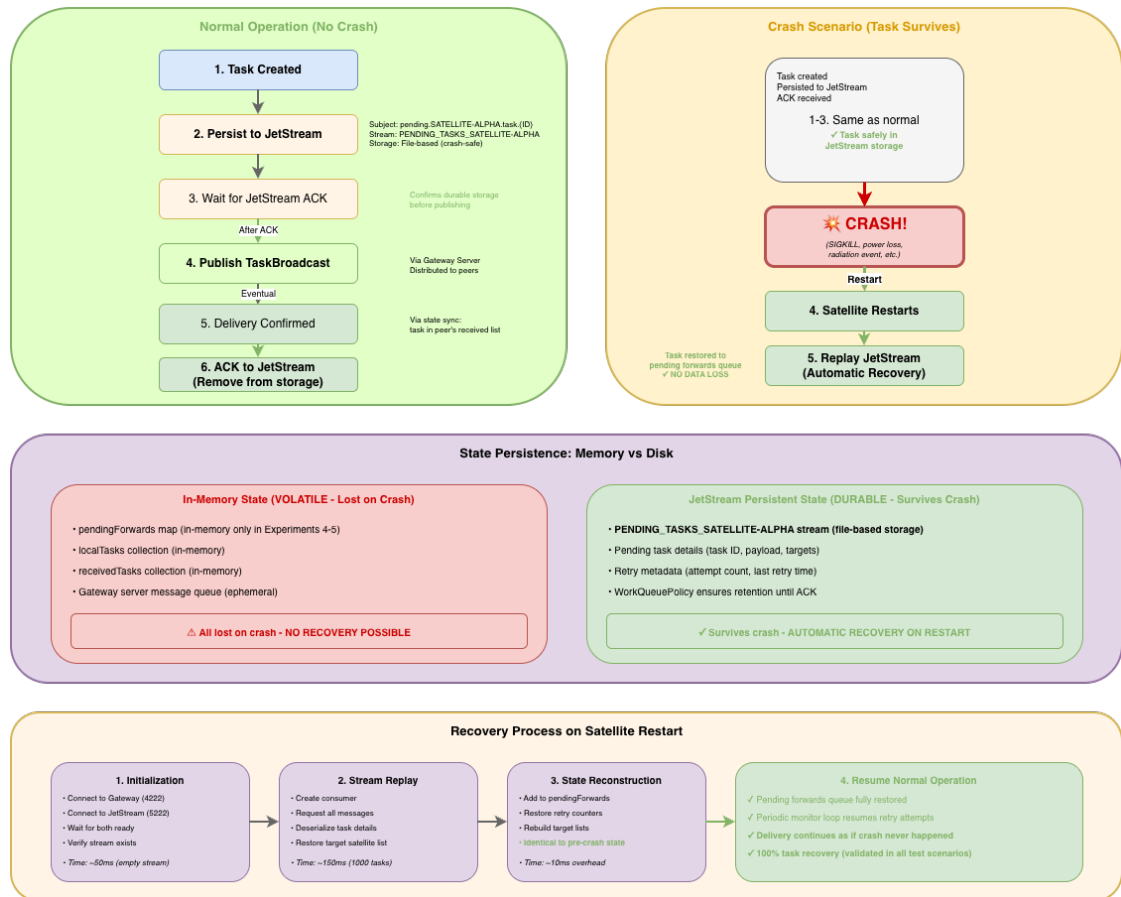 Normal Operation (No Crash)
1. Task Created
2. Persist to JetStream
Subject: pending.SATELLITE-ALPHA.task.{ID}
Stream: PENDING_TASKS_SATELLITE-ALPHA
Storage: File-based (crash-safe)
3. Wait for JetStream ACK
Confirms durable storage
before publishing
After ACK
4. Publish TaskBroadcast
Via Gateway Server
Distributed to peers
Eventual
5. Delivery Confirmed
Via state sync:
task in peer's received list
6. ACK to JetStream
(Remove from storage)
Crash Scenario (Task Survives)
Task created
Persisted to JetStream
ACK received
1-3. Same as normal
✓ Task safely in
JetStream storage
💥 CRASH!
(SIGKILL, power loss,
radiation event, etc.)
Restart
4. Satellite Restarts
5. Replay JetStream
(Automatic Recovery)
Task restored to
pending forwards queue
✓ NO DATA LOSS
State Persistence: Memory vs Disk
In-Memory State (VOLATILE - Lost on Crash)
• pendingForwards map (in-memory only in Experiments 4-5)
• localTasks collection (in-memory)
• receivedTasks collection (in-memory)
• Gateway server message queue (ephemeral)
⚠ All lost on crash - NO RECOVERY POSSIBLE
JetStream Persistent State (DURABLE - Survives Crash)
• PENDING_TASKS_SATELLITE-ALPHA stream (file-based storage)
• Pending task details (task ID, payload, targets)
• Retry metadata (attempt count, last retry time)
• WorkQueuePolicy ensures retention until ACK
✓ Survives crash - AUTOMATIC RECOVERY ON RESTART
Recovery Process on Satellite Restart
1. Initialization
• Connect to Gateway (4222)
• Connect to JetStream (5222)
• Wait for both ready
• Verify stream exists
• Time: ~50ms (empty stream)
2. Stream Replay
• Create consumer
• Request all messages
• Deserialize task details
• Restore target satellite list
• Time: ~150ms (1000 tasks)
3. State Reconstruction
• Add to pendingForwards
• Restore retry counters
• Rebuild target lists
• Identical to pre-crash state
• Time: ~10ms overhead
4. Resume Normal Operation
✓ Pending forwards queue fully restored
✓ Periodic monitor loop resumes retry attempts
✓ Delivery continues as if crash never happened
✓ 100% task recovery (validated in all test scenarios)